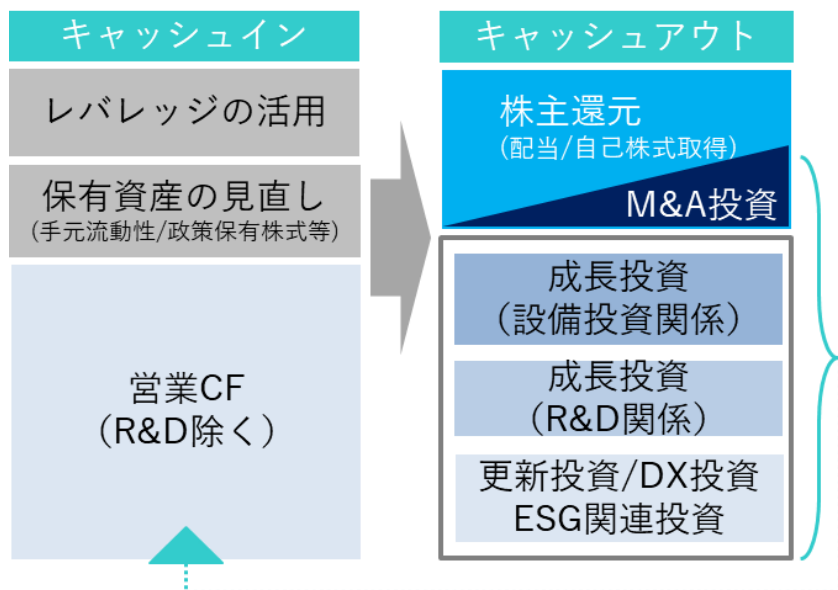 キャッシュイン
レバレッジの活用
保有資産の見直し
(手元流動性/政策保有株式等)
営業CF
（R&D除く）
キャッシュアウト
株主還元
(配当/自己株式取得)
M&A投資
成長投資
（設備投資関係）
成長投資
（R&D関係）
更新投資/DX投資
ESG関連投資